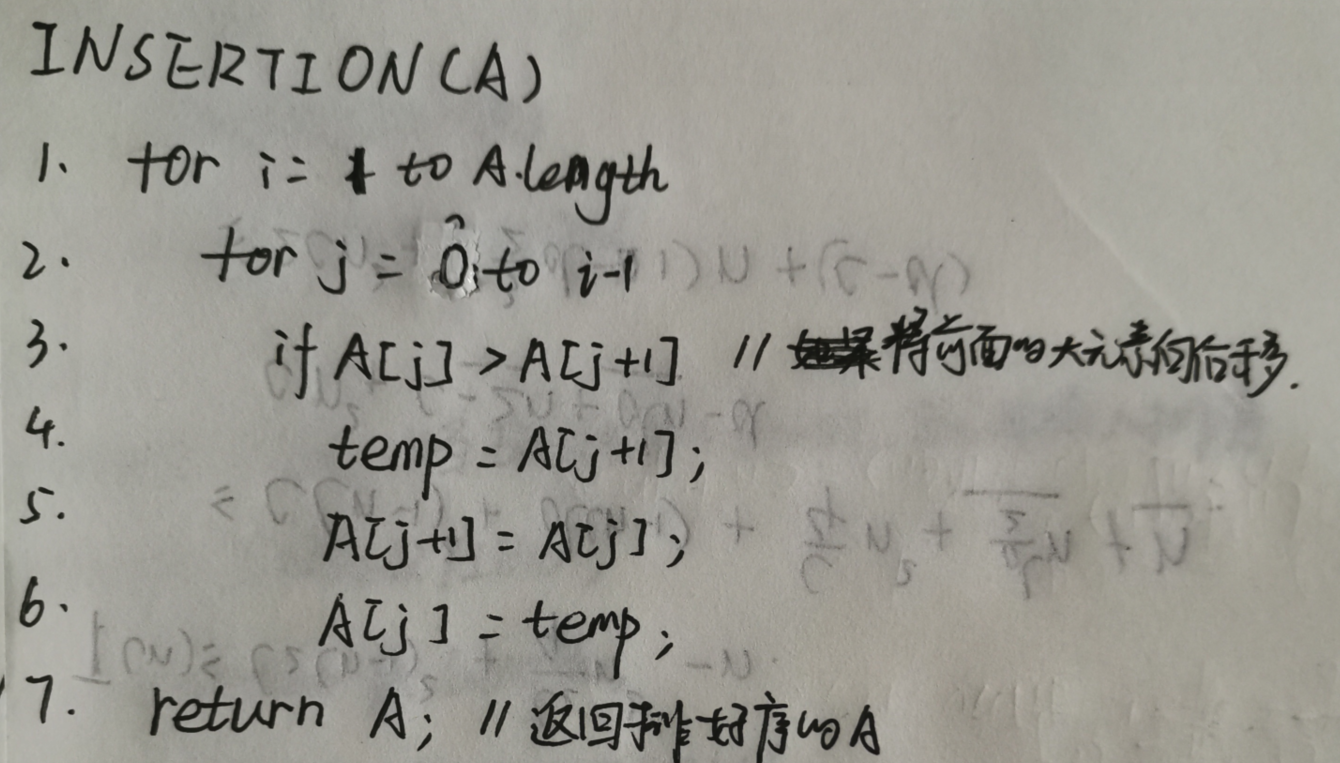 INSERTION(A)
1. for i = 1 to A.length
2. for j = 0 to i-1
3. if A[j] > A[j+1] // 将前面的大元素向后移.
4. temp = A[j+1];
5. A[j+1] = A[j];
6. A[j] = temp;
7. return A; // 返回排好序的A